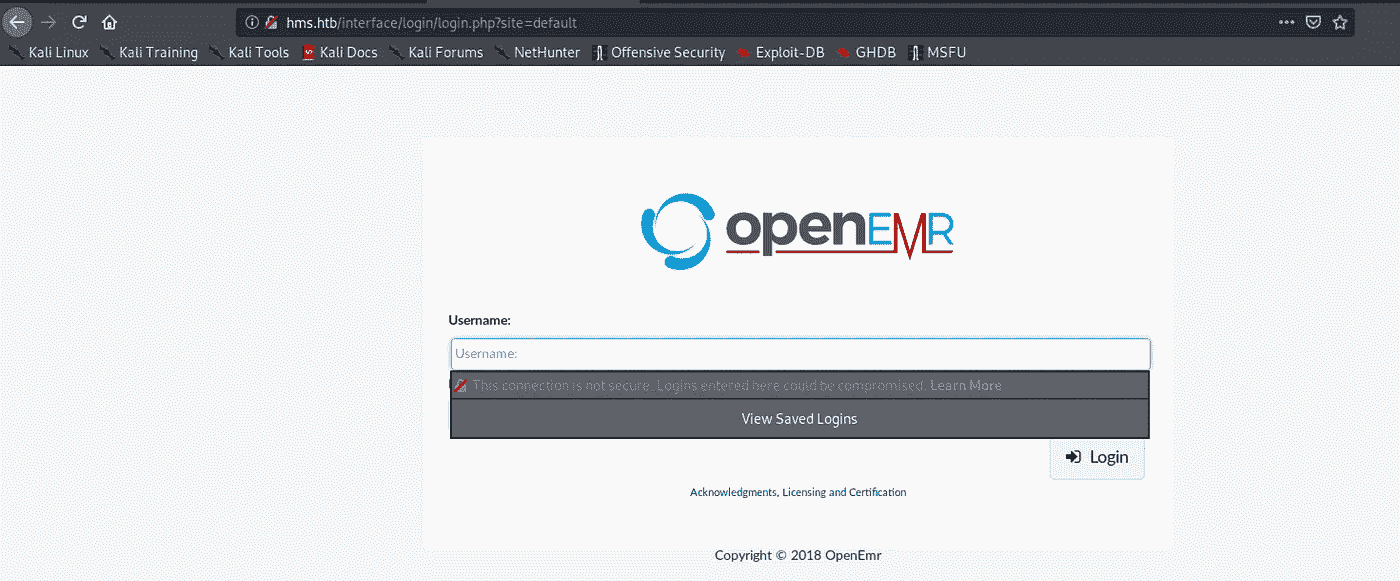 hms.htb/interface/login/login.php?site=default
Kali Linux Kali Training Kali Tools Kali Docs Kali Forums NetHunter Offensive Security Exploit-DB GHDB MSFU
openEMR
Username:
Username:
This connection is not secure. Logins entered here could be compromised. Learn More
View Saved Logins
Login
Acknowledgments, Licensing and Certification
Copyright © 2018 OpenEmr